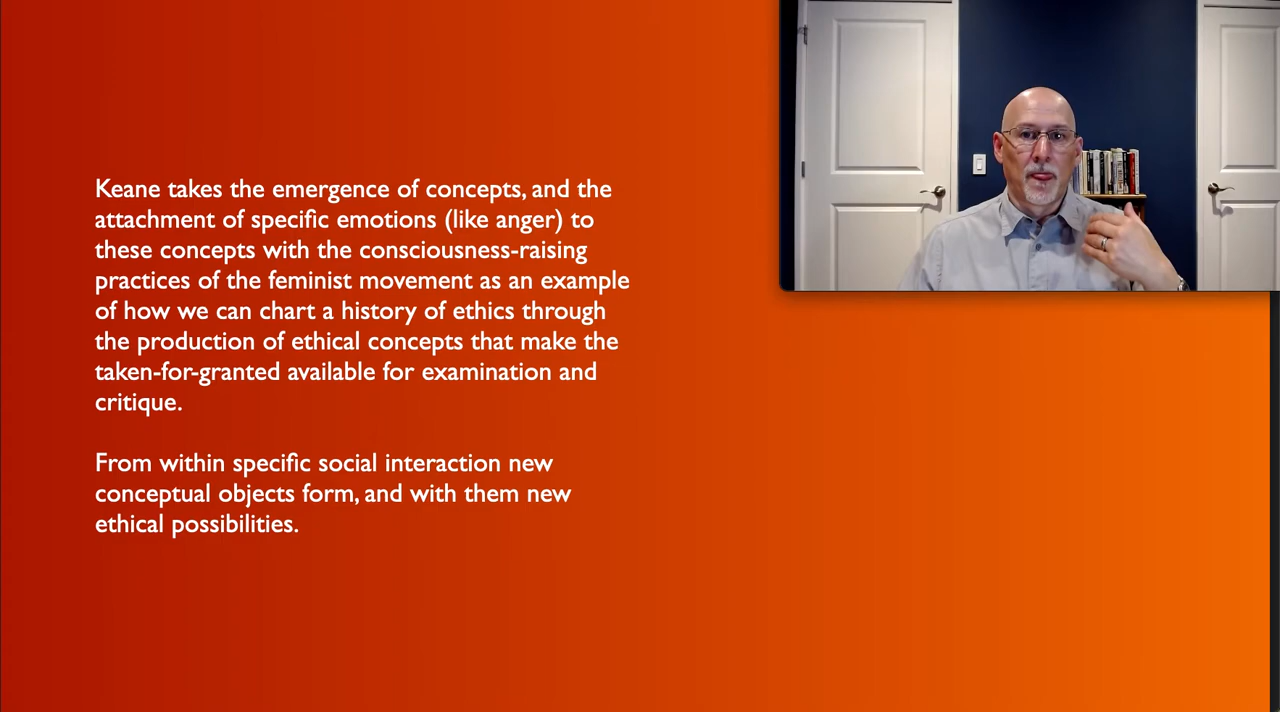 Keane takes the emergence of concepts, and the
attachment of specific emotions (like anger) to
these concepts with the consciousness-raising
practices of the feminist movement as an example
of how we can chart a history of ethics through
the production of ethical concepts that make the
taken-for-granted available for examination and
critique.
From within specific social interaction new
conceptual objects form, and with them new
ethical possibilities.